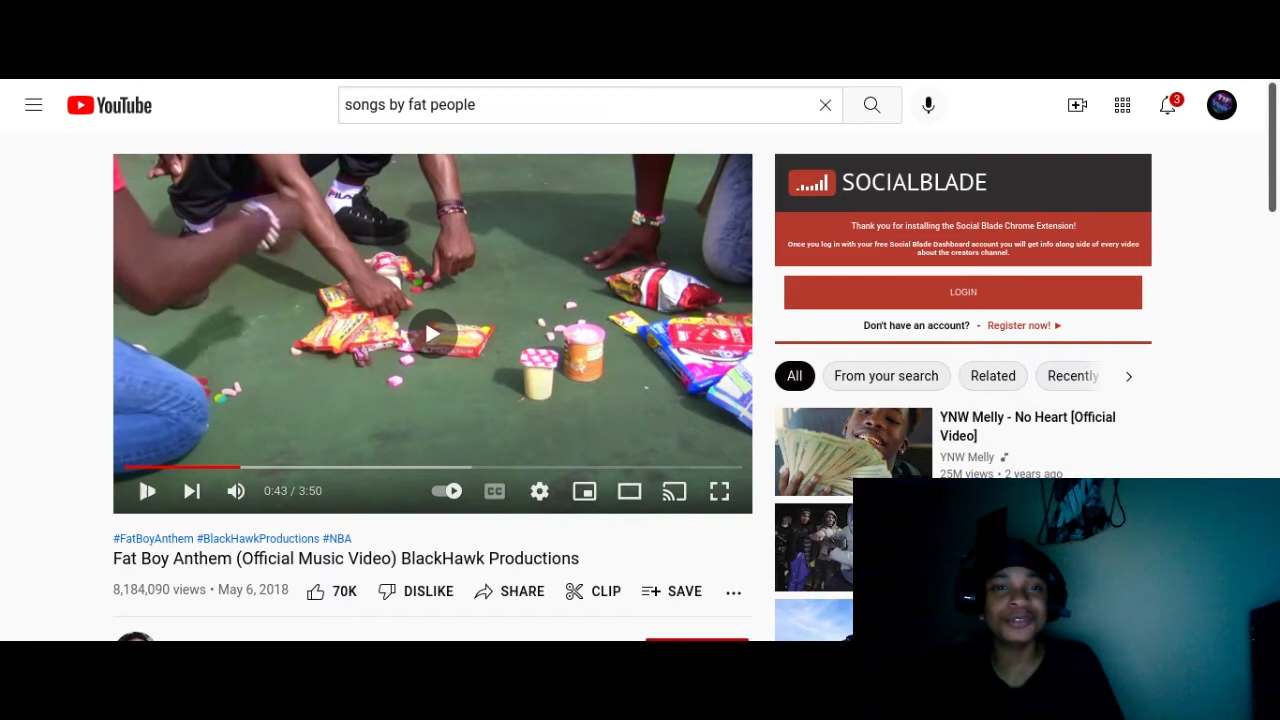 YouTube
songs by fat people
3
SOCIALBLADE
Thank you for installing the Social Blade Chrome Extension!
Once you log in with your free Social Blade Dashboard account you will get info along side of every video
about the creators channel.
LOGIN
Don't have an account? - Register now! ►
All
From your search
Related
Recently
FILA
YNW Melly - No Heart [Official
Video]
YNW Melly
25M views • 2 years ago
CC
0:43 / 3:50
#FatBoyAnthem #BlackHawkProductions #NBA
Fat Boy Anthem (Official Music Video) BlackHawk Productions
8,184,090 views • May 6, 2018
70K
DISLIKE
SHARE
CLIP
SAVE